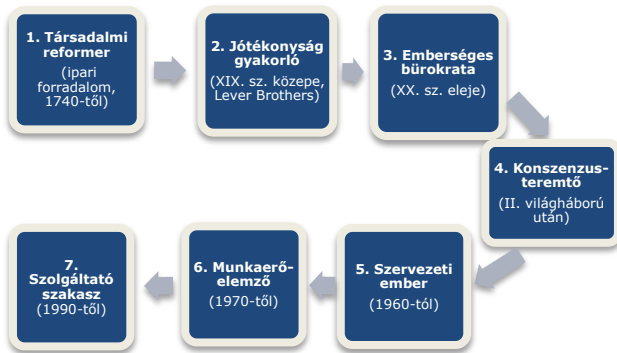 1. Társadalmi
reformer
(ipari
forradalom,
1740-től)
2. Jótékonyság
gyakorló
(XIX. sz. közepe,
Lever Brothers)
3. Emberséges
bürokrata
(XX. sz. eleje)
4. Konszenzus-
teremtő
(II. világháború
után)
5. Szervezeti
ember
(1960-tól)
6. Munkaerő-
elemző
(1970-től)
7.
Szolgáltató
szakasz
(1990-től)